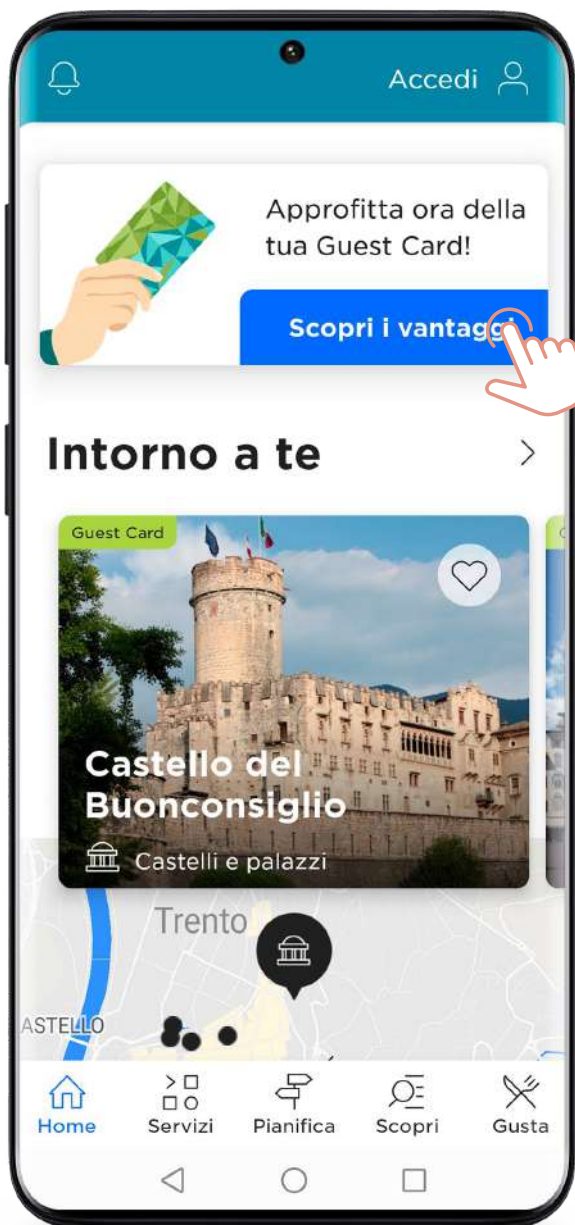 Accedi
Approfitta ora della
tua Guest Card!
Scopri i vantaggi
Intorno a te
Guest Card
Castello del
Buonconsiglio
Castelli e palazzi
Trento
ASTELLO
Home
Servizi
Pianifica
Scopri
Gusta